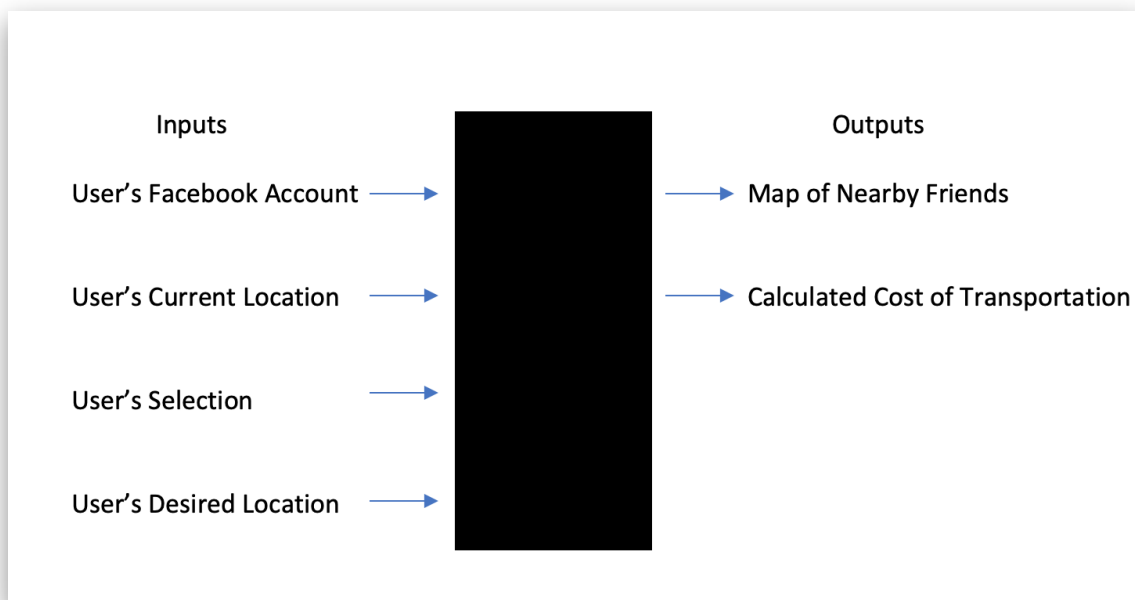 Inputs
Outputs
User’s Facebook Account
Map of Nearby Friends
User’s Current Location
Calculated Cost of Transportation
User’s Selection
User’s Desired Location